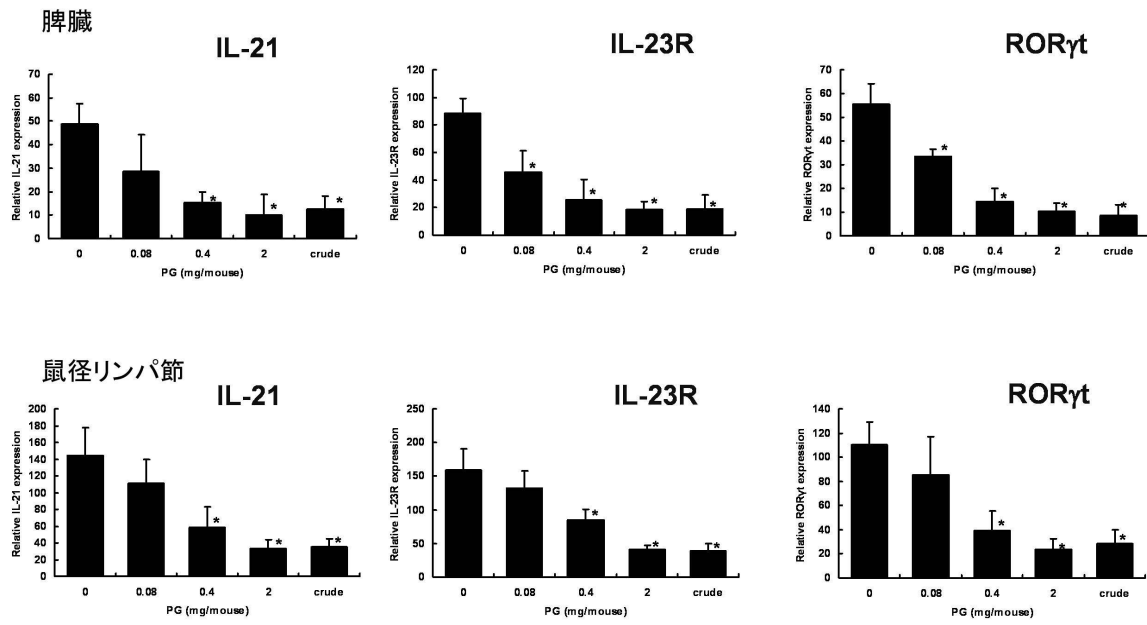 脾臓
IL-21
IL-23R
RORγt
Relative IL-21 expression
70
60
50
40
30
20
10
0
*
*
*
0 0.08 0.4 2 crude
PG (mg/mouse)
Relative IL-23R expression
120
100
80
60
40
20
0
*
*
*
*
0 0.08 0.4 2 crude
PG (mg/mouse)
Relative RORγt expression
70
60
50
40
30
20
10
0
*
*
*
*
0 0.08 0.4 2 crude
PG (mg/mouse)
鼠径リンパ節
IL-21
IL-23R
RORγt
Relative IL-21 expression
200
180
160
140
120
100
80
60
40
20
0
*
*
*
0 0.08 0.4 2 crude
PG (mg/mouse)
Relative IL-23R expression
250
200
150
100
50
0
*
*
*
0 0.08 0.4 2 crude
PG (mg/mouse)
Relative RORγt expression
140
120
100
80
60
40
20
0
*
*
*
0 0.08 0.4 2 crude
PG (mg/mouse)